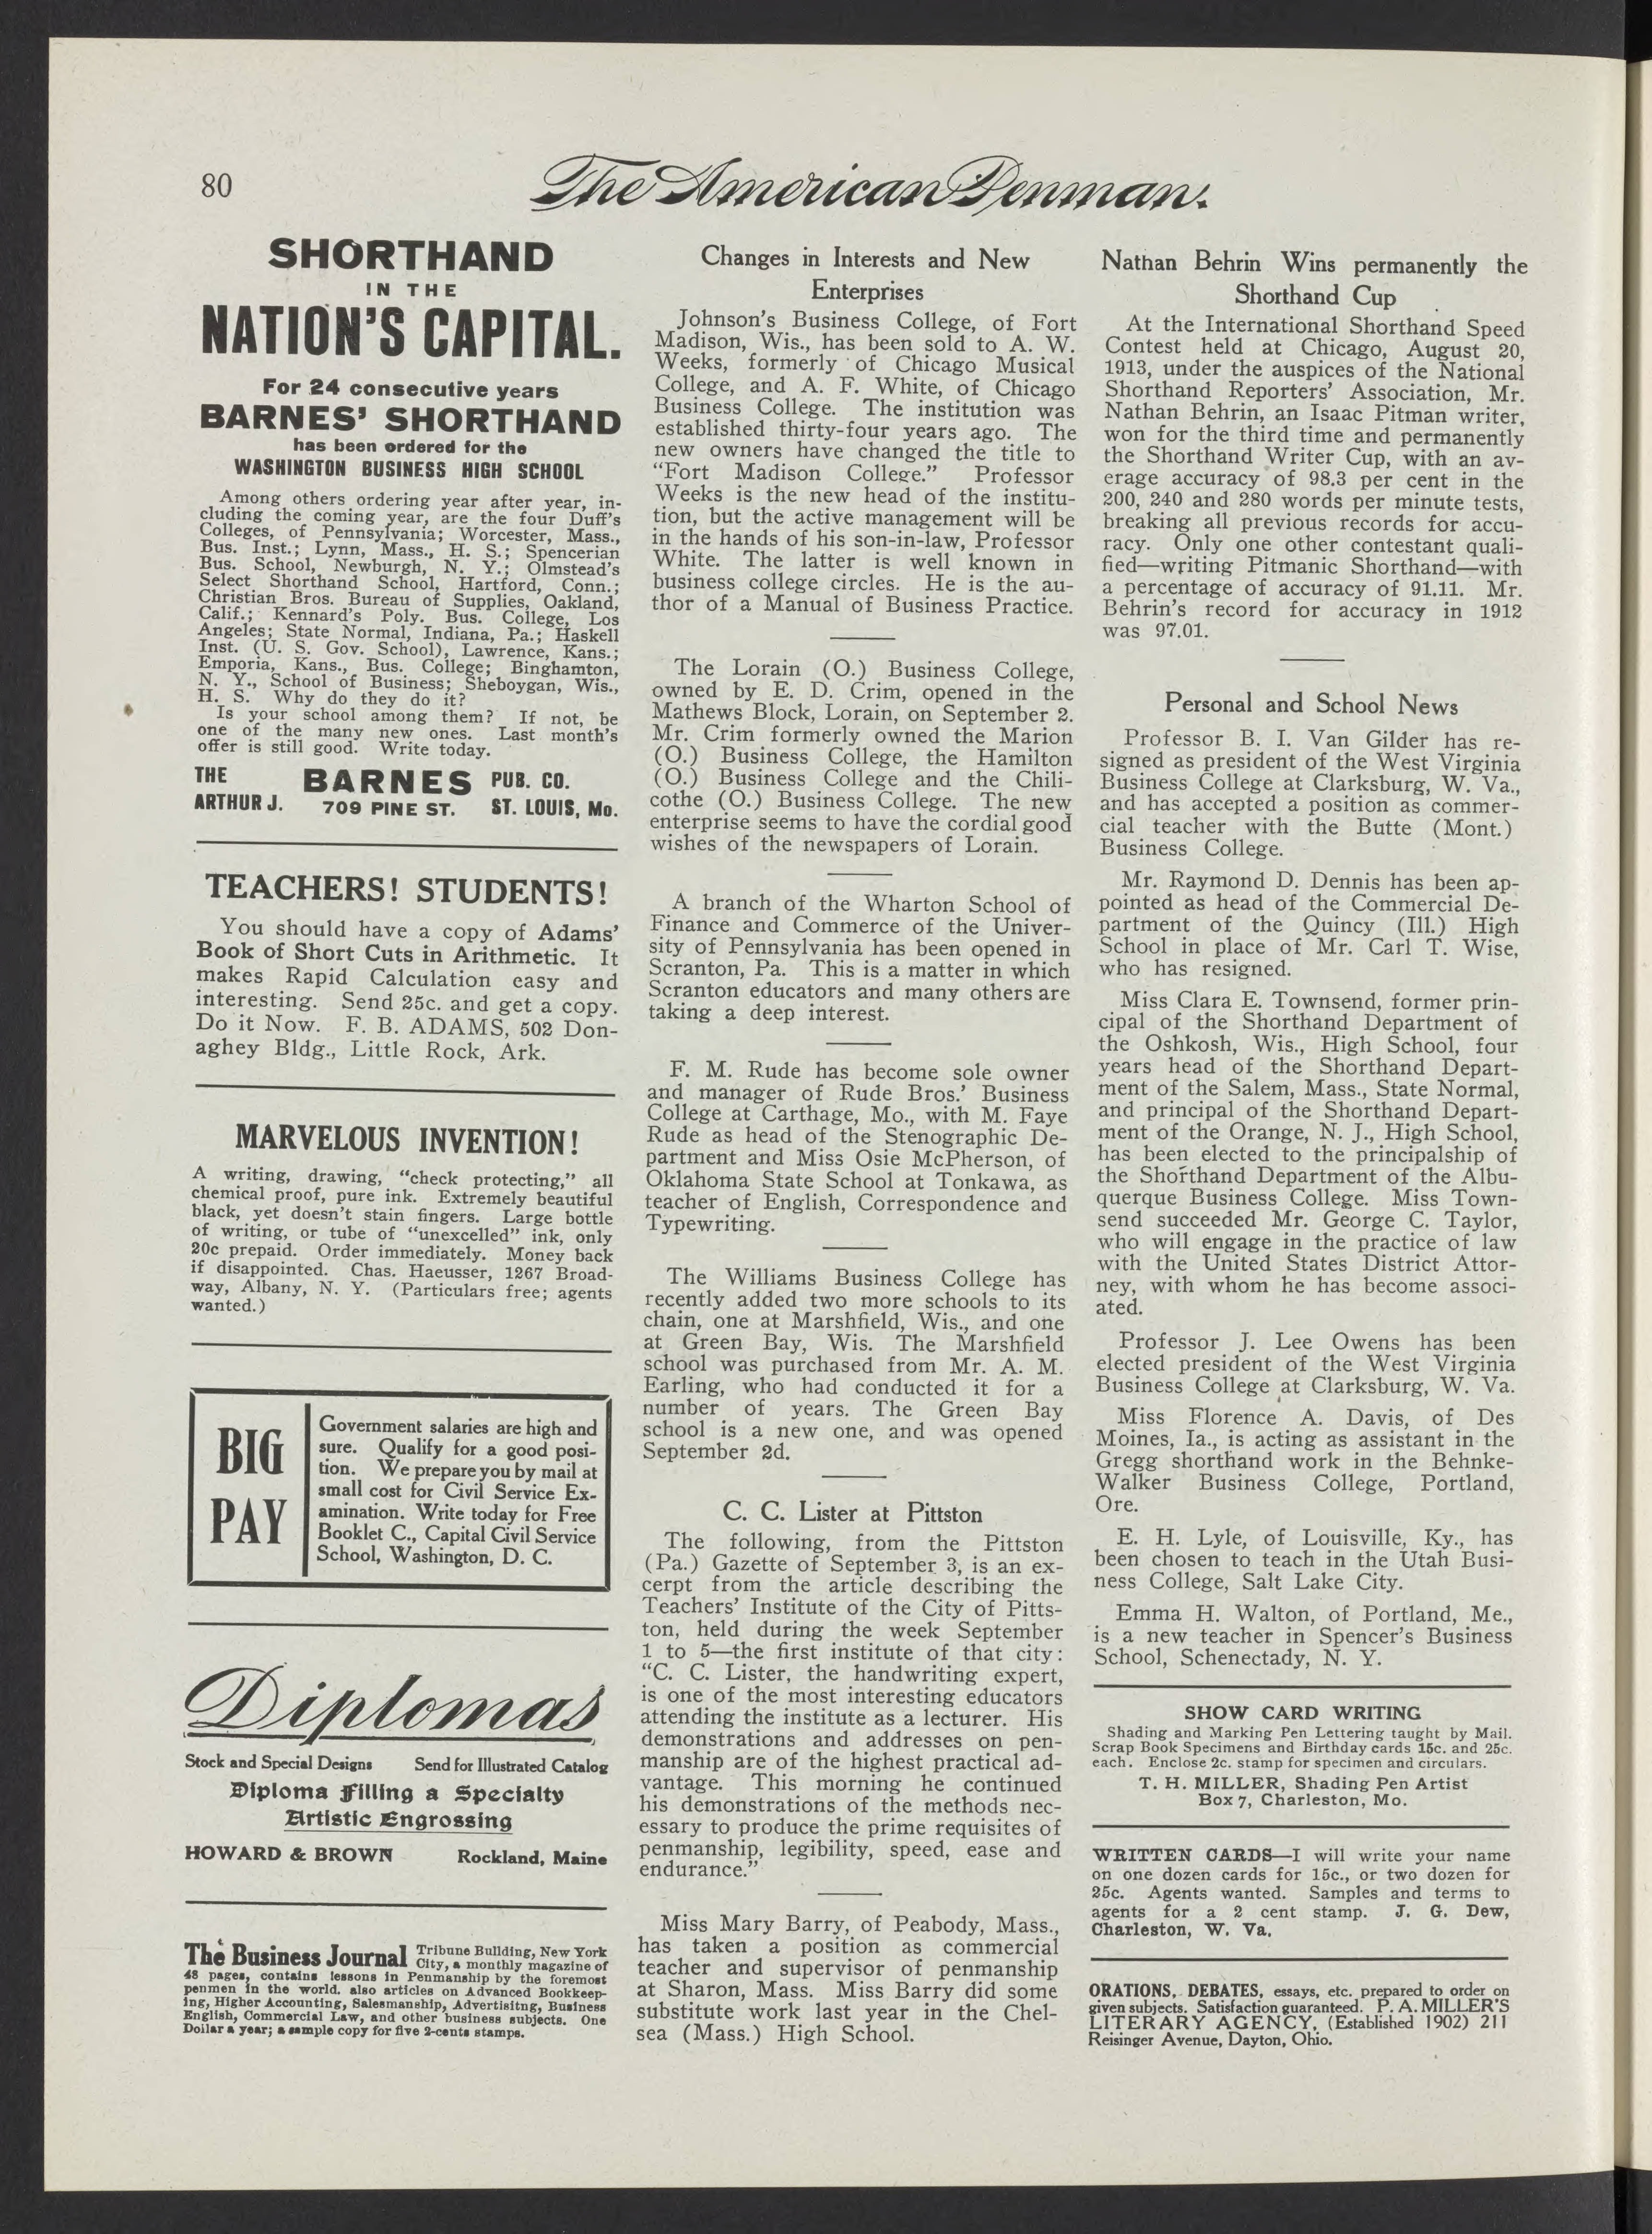 80
The American Penman.
SHORTHAND
IN THE
NATION'S CAPITAL.
For 24 consecutive years
BARNES' SHORTHAND
has been ordered for the
WASHINGTON BUSINESS HIGH SCHOOL
Among others ordering year after year, in-
cluding the coming year, are the four Duff's
Colleges, of Pennsylvania; Worcester, Mass.,
Bus. Inst.; Lynn, Mass., H. S.; Spencerian
Bus. School, Newburgh, N. Y.; Olmstead's
Select Shorthand School, Hartford, Conn.;
Christian Bros. Bureau of Supplies, Oakland,
Calif.; Kennard's Poly. Bus. College, Los
Angeles; State Normal, Indiana, Pa.; Haskell
Inst. (U. S. Gov. School), Lawrence, Kans.;
Emporia, Kans., Bus. College; Binghamton,
N. Y., School of Business; Sheboygan, Wis.,
H. S. Why do they do it?
Is your school among them? If not, be
one of the many new ones. Last month's
offer is still good. Write today.
THE BARNES PUB. CO.
ARTHUR J. 709 PINE ST. ST. LOUIS, Mo.
TEACHERS! STUDENTS!
You should have a copy of Adams'
Book of Short Cuts in Arithmetic. It
makes Rapid Calculation easy and
interesting. Send 25c. and get a copy.
Do it Now. F. B. ADAMS, 502 Don-
aghey Bldg., Little Rock, Ark.
MARVELOUS INVENTION!
A writing, drawing, "check protecting," all
chemical proof, pure ink. Extremely beautiful
black, yet doesn't stain fingers. Large bottle
of writing, or tube of "unexcelled" ink, only
20c prepaid. Order immediately. Money back
if disappointed. Chas. Haeusser, 1267 Broad-
way, Albany, N. Y. (Particulars free; agents
wanted.)
BIG
PAY
Government salaries are high and
sure. Qualify for a good posi-
tion. We prepare you by mail at
small cost for Civil Service Ex-
amination. Write today for Free
Booklet C., Capital Civil Service
School, Washington, D. C.
Diplomas
Stock and Special Designs Send for Illustrated Catalog
Diploma Filling a Specialty
Artistic Engrossing
HOWARD & BROWN Rockland, Maine
The Business Journal Tribune Building, New York
City, a monthly magazine of
48 pages, contains lessons in Penmanship by the foremost
penmen in the world. also articles on Advanced Bookkeep-
ing, Higher Accounting, Salesmanship, Advertisitng, Business
English, Commercial Law, and other business subjects. One
Dollar a year; a sample copy for five 2-cents stamps.
Changes in Interests and New
Enterprises
Johnson's Business College, of Fort
Madison, Wis., has been sold to A. W.
Weeks, formerly of Chicago Musical
College, and A. F. White, of Chicago
Business College. The institution was
established thirty-four years ago. The
new owners have changed the title to
"Fort Madison College." Professor
Weeks is the new head of the institu-
tion, but the active management will be
in the hands of his son-in-law, Professor
White. The latter is well known in
business college circles. He is the au-
thor of a Manual of Business Practice.
The Lorain (O.) Business College,
owned by E. D. Crim, opened in the
Mathews Block, Lorain, on September 2.
Mr. Crim formerly owned the Marion
(O.) Business College, the Hamilton
(O.) Business College and the Chili-
cothe (O.) Business College. The new
enterprise seems to have the cordial good
wishes of the newspapers of Lorain.
A branch of the Wharton School of
Finance and Commerce of the Univer-
sity of Pennsylvania has been opened in
Scranton, Pa. This is a matter in which
Scranton educators and many others are
taking a deep interest.
F. M. Rude has become sole owner
and manager of Rude Bros.' Business
College at Carthage, Mo., with M. Faye
Rude as head of the Stenographic De-
partment and Miss Osie McPherson, of
Oklahoma State School at Tonkawa, as
teacher of English, Correspondence and
Typewriting.
The Williams Business College has
recently added two more schools to its
chain, one at Marshfield, Wis., and one
at Green Bay, Wis. The Marshfield
school was purchased from Mr. A. M.
Earling, who had conducted it for a
number of years. The Green Bay
school is a new one, and was opened
September 2d.
C. C. Lister at Pittston
The following, from the Pittston
(Pa.) Gazette of September 3, is an ex-
cerpt from the article describing the
Teachers' Institute of the City of Pitts-
ton, held during the week September
1 to 5—the first institute of that city:
"C. C. Lister, the handwriting expert,
is one of the most interesting educators
attending the institute as a lecturer. His
demonstrations and addresses on pen-
manship are of the highest practical ad-
vantage. This morning he continued
his demonstrations of the methods nec-
essary to produce the prime requisites of
penmanship, legibility, speed, ease and
endurance."
Miss Mary Barry, of Peabody, Mass.,
has taken a position as commercial
teacher and supervisor of penmanship
at Sharon, Mass. Miss Barry did some
substitute work last year in the Chel-
sea (Mass.) High School.
Nathan Behrin Wins permanently the
Shorthand Cup
At the International Shorthand Speed
Contest held at Chicago, August 20,
1913, under the auspices of the National
Shorthand Reporters' Association, Mr.
Nathan Behrin, an Isaac Pitman writer,
won for the third time and permanently
the Shorthand Writer Cup, with an av-
erage accuracy of 98.3 per cent in the
200, 240 and 280 words per minute tests,
breaking all previous records for accu-
racy. Only one other contestant quali-
fied—writing Pitmanic Shorthand—with
a percentage of accuracy of 91.11. Mr.
Behrin's record for accuracy in 1912
was 97.01.
Personal and School News
Professor B. I. Van Gilder has re-
signed as president of the West Virginia
Business College at Clarksburg, W. Va.,
and has accepted a position as commer-
cial teacher with the Butte (Mont.)
Business College.
Mr. Raymond D. Dennis has been ap-
pointed as head of the Commercial De-
partment of the Quincy (Ill.) High
School in place of Mr. Carl T. Wise,
who has resigned.
Miss Clara E. Townsend, former prin-
cipal of the Shorthand Department of
the Oshkosh, Wis., High School, four
years head of the Shorthand Depart-
ment of the Salem, Mass., State Normal,
and principal of the Shorthand Depart-
ment of the Orange, N. J., High School,
has been elected to the principalship of
the Shorthand Department of the Albu-
querque Business College. Miss Town-
send succeeded Mr. George C. Taylor,
who will engage in the practice of law
with the United States District Attor-
ney, with whom he has become associ-
ated.
Professor J. Lee Owens has been
elected president of the West Virginia
Business College at Clarksburg, W. Va.
Miss Florence A. Davis, of Des
Moines, Ia., is acting as assistant in the
Gregg shorthand work in the Behnke-
Walker Business College, Portland,
Ore.
E. H. Lyle, of Louisville, Ky., has
been chosen to teach in the Utah Busi-
ness College, Salt Lake City.
Emma H. Walton, of Portland, Me.,
is a new teacher in Spencer's Business
School, Schenectady, N. Y.
SHOW CARD WRITING
Shading and Marking Pen Lettering taught by Mail.
Scrap Book Specimens and Birthday cards 15c. and 25c.
each. Enclose 2c. stamp for specimen and circulars.
T. H. MILLER, Shading Pen Artist
Box 7, Charleston, Mo.
WRITTEN CARDS—I will write your name
on one dozen cards for 15c., or two dozen for
25c. Agents wanted. Samples and terms to
agents for a 2 cent stamp. J. G. Dew,
Charleston, W. Va.
ORATIONS, DEBATES, essays, etc. prepared to order on
given subjects. Satisfaction guaranteed. P. A. MILLER'S
LITERARY AGENCY, (Established 1902) 211
Reisinger Avenue, Dayton, Ohio.